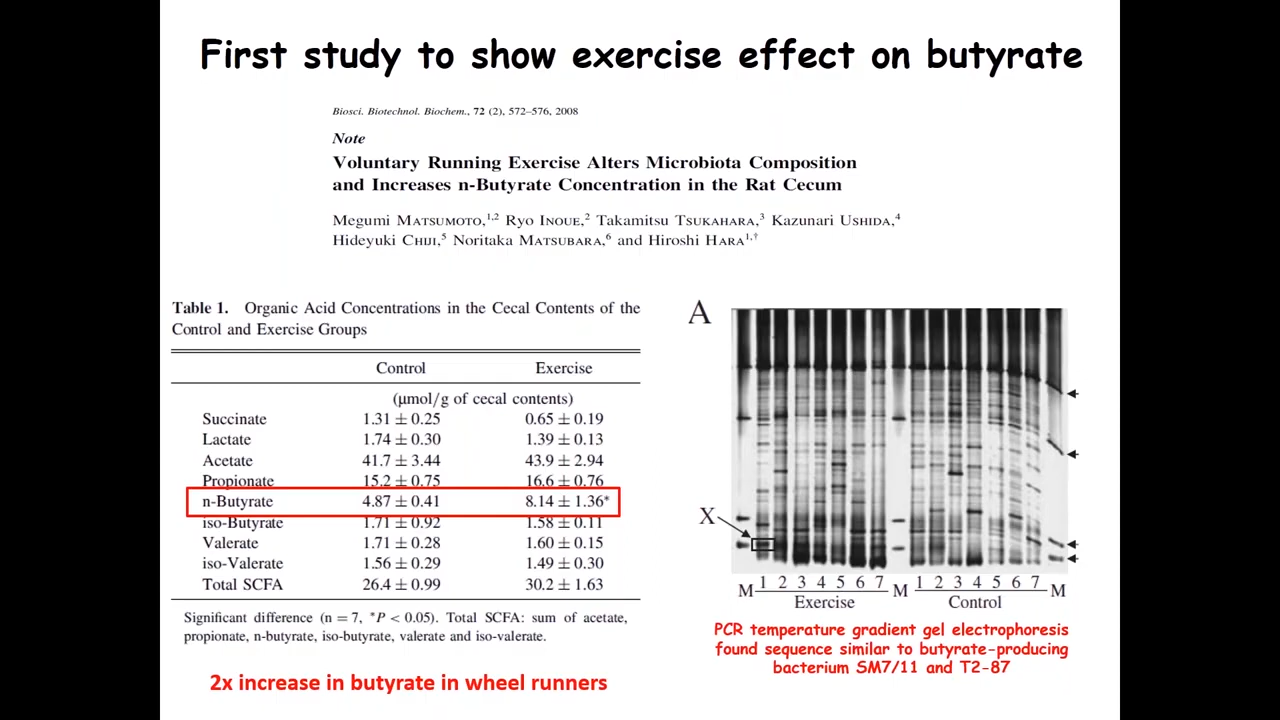 First study to show exercise effect on butyrate
Biosci. Biotechnol. Biochem., 72 (2), 572–576, 2008
Note
Voluntary Running Exercise Alters Microbiota Composition
and Increases n-Butyrate Concentration in the Rat Cecum
Megumi MATSUMOTO,1,2 Ryo INOUE,2 Takamitsu TSUKAHARA,3 Kazunari USHIDA,4
Hideyuki CHIJI,5 Noritaka MATSUBARA,6 and Hiroshi HARA1,†
Table 1. Organic Acid Concentrations in the Cecal Contents of the
Control and Exercise Groups
Control Exercise
(μmol/g of cecal contents)
Succinate 1.31 ± 0.25 0.65 ± 0.19
Lactate 1.74 ± 0.30 1.39 ± 0.13
Acetate 41.7 ± 3.44 43.9 ± 2.94
Propionate 15.2 ± 0.75 16.6 ± 0.76
n-Butyrate 4.87 ± 0.41 8.14 ± 1.36*
iso-Butyrate 1.71 ± 0.92 1.58 ± 0.11
Valerate 1.71 ± 0.28 1.60 ± 0.15
iso-Valerate 1.56 ± 0.29 1.49 ± 0.30
Total SCFA 26.4 ± 0.99 30.2 ± 1.63
Significant difference (n = 7, *P < 0.05). Total SCFA: sum of acetate,
propionate, n-butyrate, iso-butyrate, valerate and iso-valerate.
2x increase in butyrate in wheel runners
A
X
M 1 2 3 4 5 6 7 M 1 2 3 4 5 6 7 M
Exercise Control
PCR temperature gradient gel electrophoresis
found sequence similar to butyrate-producing
bacterium SM7/11 and T2-87